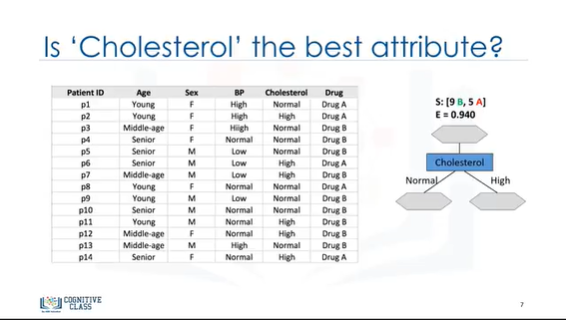 Is ‘Cholesterol’ the best attribute?
Patient ID Age Sex BP Cholesterol Drug
p1 Young F High Normal Drug A
p2 Young F High High Drug A
p3 Middle-age F Hiigh Normal Drug B
p4 Senior F Normal Normal Drug B
p5 Senior M Low Normal Drug B
p6 Senior M Low High Drug A
p7 Middle-age M Low High Drug B
p8 Young F Normal Normal Drug A
p9 Young M Low Normal Drug B
p10 Senior M Normal Normal Drug B
p11 Young M Normal High Drug B
p12 Middle-age F Normal High Drug B
p13 Middle-age M High Normal Drug B
p14 Senior F Normal High Drug A
S: [9 B, 5 A]
E = 0.940
Cholesterol
Normal High
COGNITIVE
CLASS
7